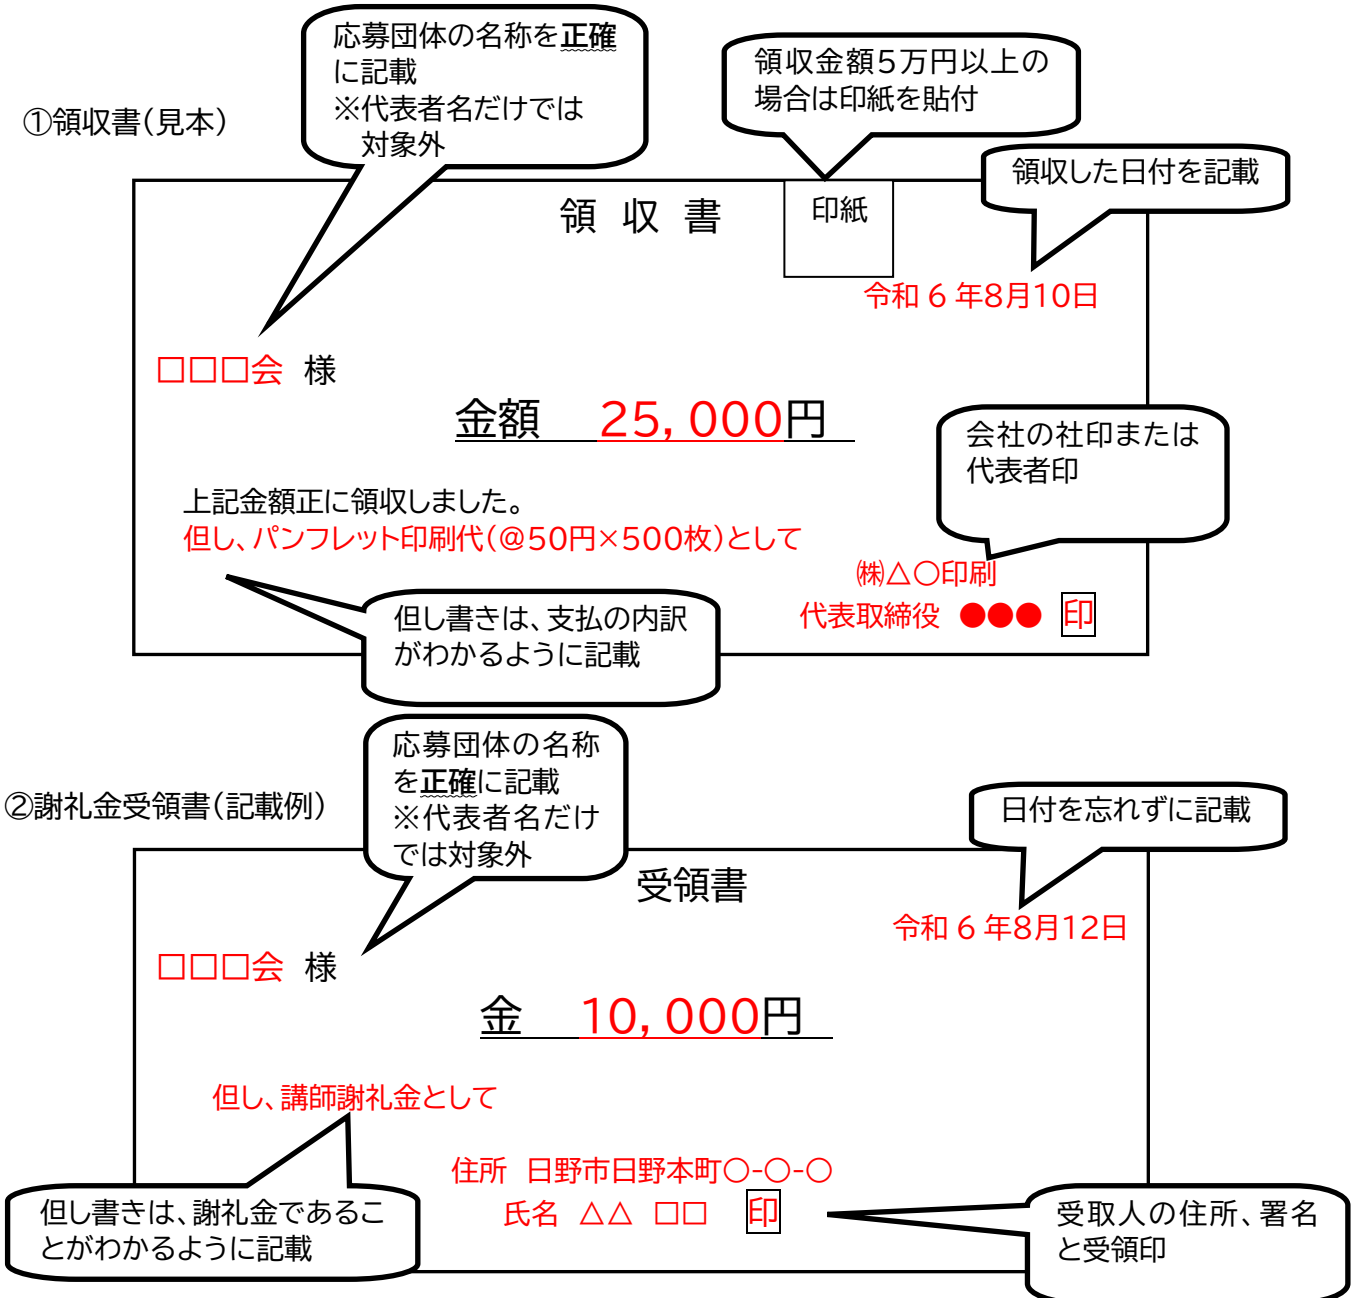 応募団体の名称を正確
に記載
※代表者名だけでは
対象外
領収金額5万円以上の
場合は印紙を貼付
①領収書(見本)
領収した日付を記載
領 収 書
印紙
令和 6 年8月10日
□□□会 様
金額 25,000円
会社の社印または
代表者印
上記金額正に領収しました。
但し、パンフレット印刷代(@50円×500枚)として
㈱△○印刷
代表取締役 ●●● 印
但し書きは、支払の内訳
がわかるように記載
応募団体の名称
を正確に記載
※代表者名だけ
では対象外
②謝礼金受領書(記載例)
日付を忘れずに記載
受領書
令和 6 年8月12日
□□□会 様
金 10,000円
但し、講師謝礼金として
住所 日野市日野本町○-○-○
氏名 △△ □□ 印
但し書きは、謝礼金であるこ
とがわかるように記載
受取人の住所、署名
と受領印